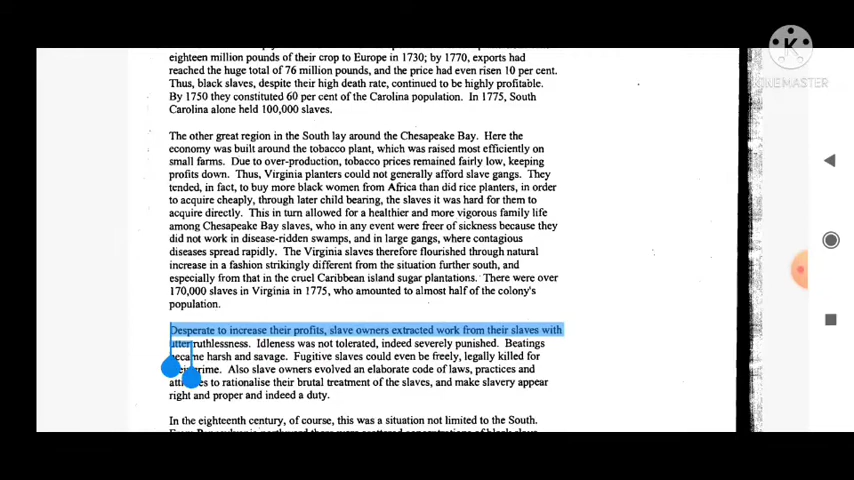 eighteen million pounds of their crop to Europe in 1730; by 1770, exports had
reached the huge total of 76 million pounds, and the price had even risen 10 per cent.
Thus, black slaves, despite their high death rate, continued to be highly profitable.
By 1750 they constituted 60 per cent of the Carolina population. In 1775, South
Carolina alone held 100,000 slaves.
The other great region in the South lay around the Chesapeake Bay. Here the
economy was built around the tobacco plant, which was raised most efficiently on
small farms. Due to over-production, tobacco prices remained fairly low, keeping
profits down. Thus, Virginia planters could not generally afford slave gangs. They
tended, in fact, to buy more black women from Africa than did rice planters, in order
to acquire cheaply, through later child bearing, the slaves it was hard for them to
acquire directly. This in turn allowed for a healthier and more vigorous family life
among Chesapeake Bay slaves, who in any event were freer of sickness because they
did not work in disease-ridden swamps, and in large gangs, where contagious
diseases spread rapidly. The Virginia slaves therefore flourished through natural
increase in a fashion strikingly different from the situation further south, and
especially from that in the cruel Caribbean island sugar plantations. There were over
170,000 slaves in Virginia in 1775, who amounted to almost half of the colony's
population.
Desperate to increase their profits, slave owners extracted work from their slaves with
utter ruthlessness. Idleness was not tolerated, indeed severely punished. Beatings
became harsh and savage. Fugitive slaves could even be freely, legally killed for
crime. Also slave owners evolved an elaborate code of laws, practices and
to rationalise their brutal treatment of the slaves, and make slavery appear
right and proper and indeed a duty.
In the eighteenth century, of course, this was a situation not limited to the South.
KINEMASTER